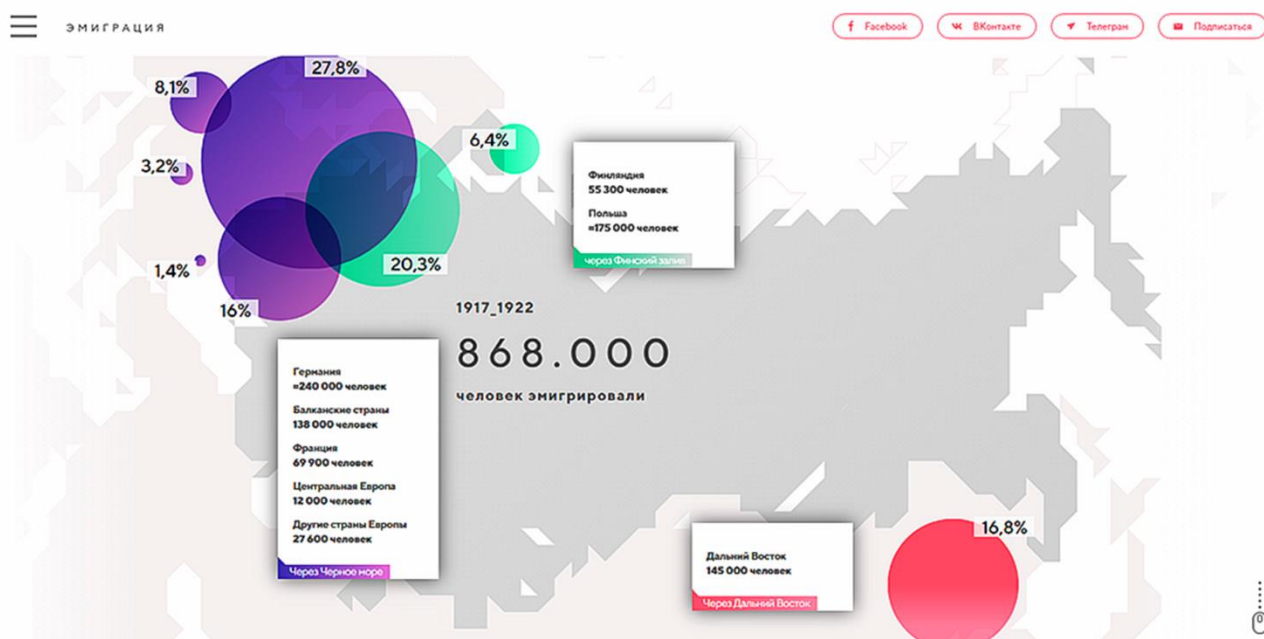 ЭМИГРАЦИЯ
Facebook
ВКонтакте
Телеграм
Подписаться
27,8%
8,1%
6,4%
3,2%
20,3%
1,4%
16%
Финляндия
55 300 человек
Польша
≈175 000 человек
через Финский залив
1917_1922
868.000
человек эмигрировали
Германия
≈240 000 человек
Балканские страны
138 000 человек
Франция
69 900 человек
Центральная Европа
12 000 человек
Другие страны Европы
27 600 человек
Через Черное море
16,8%
Дальний Восток
145 000 человек
Через Дальний Восток